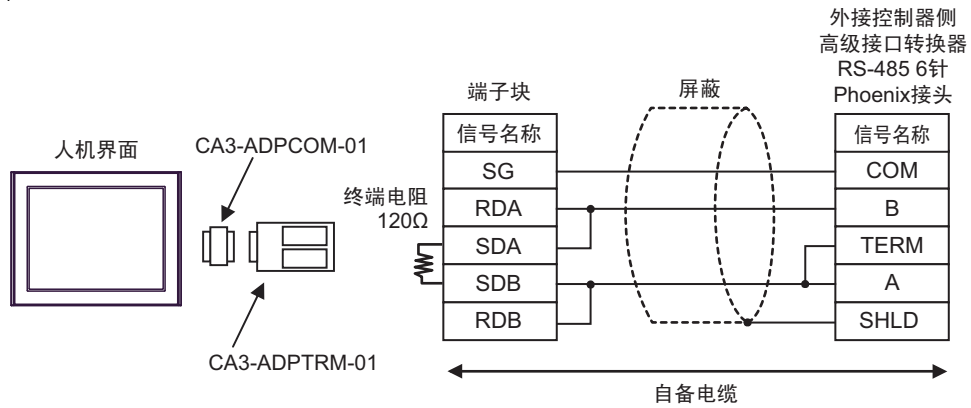 外接控制器侧
高级接口转换器
RS-485 6针
Phoenix接头
端子块
屏蔽
人机界面
CA3-ADPCOM-01
信号名称
信号名称
SG
COM
终端电阻
120Ω
RDA
B
SDA
TERM
SDB
A
RDB
SHLD
CA3-ADPTRM-01
自备电缆